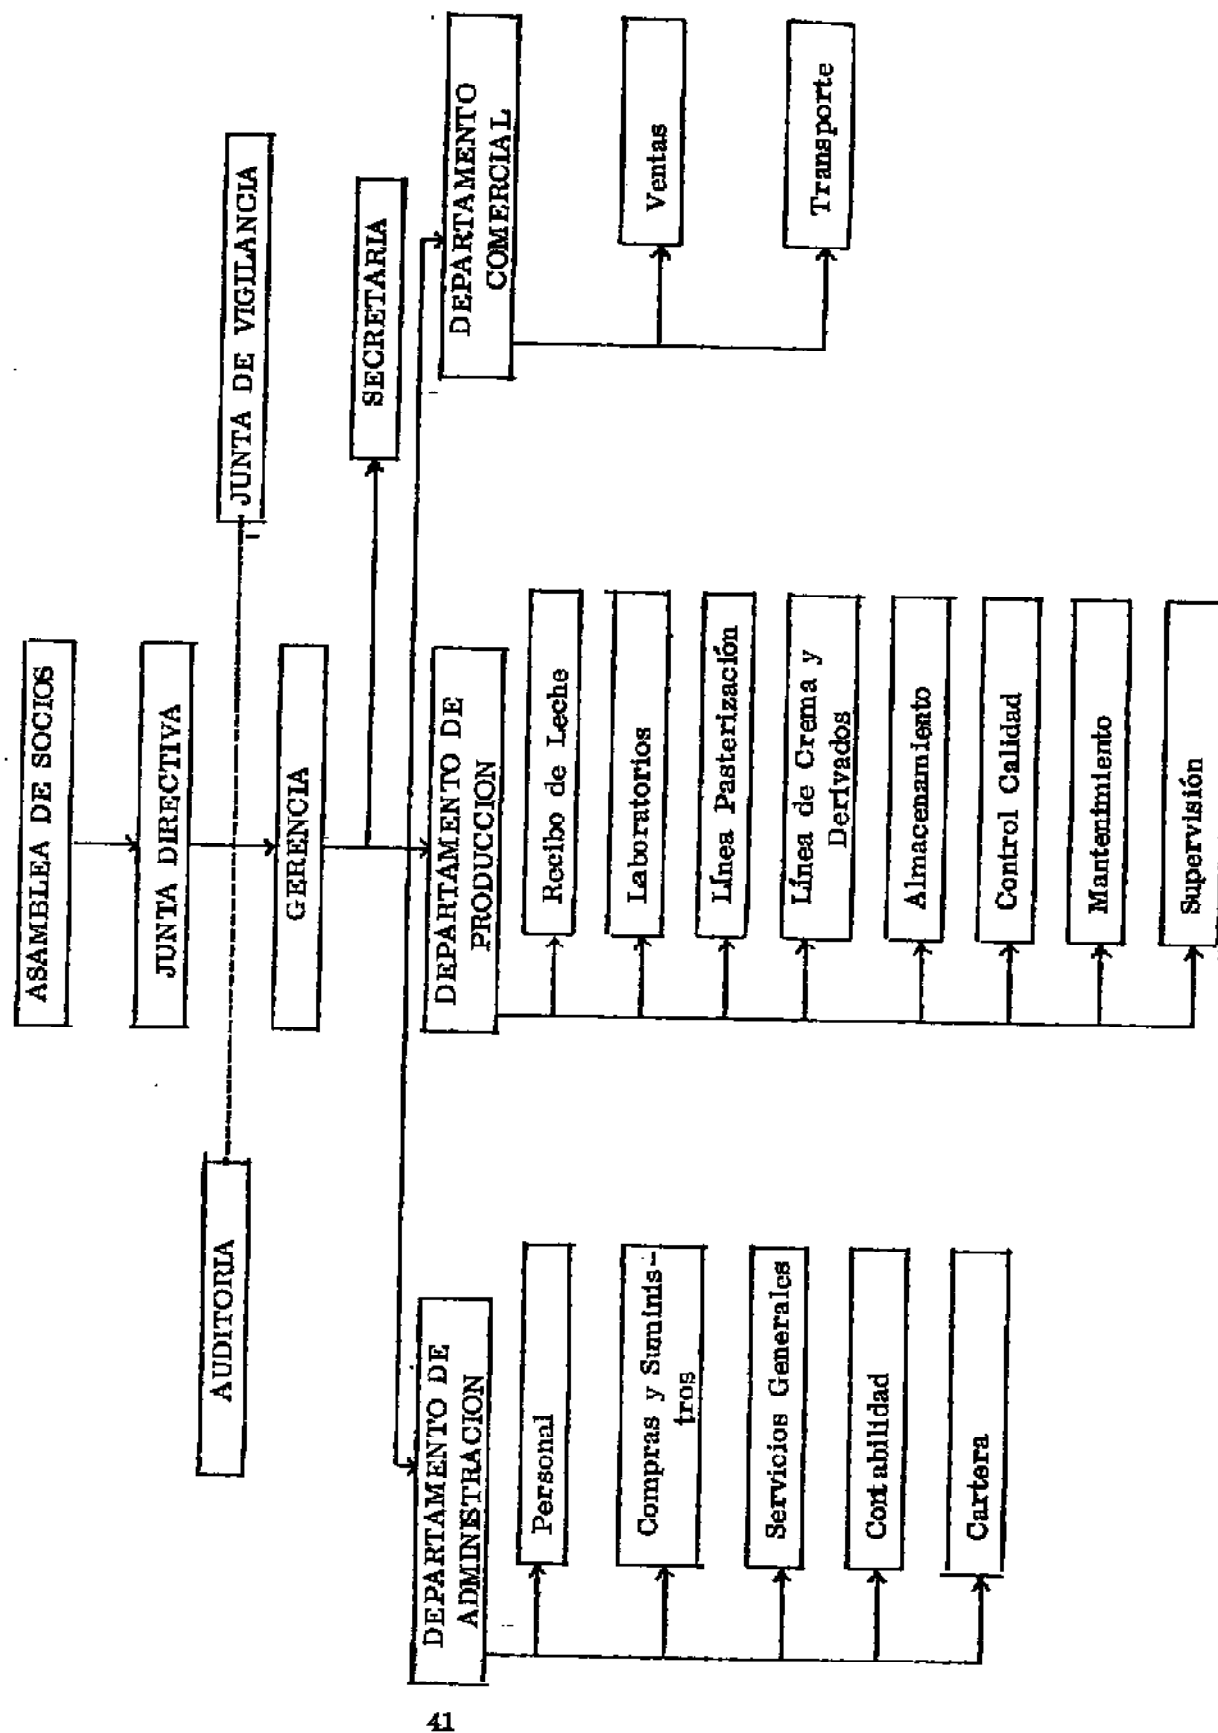 ASAMBLEA DE SOCIOS
JUNTA DIRECTIVA
AUDITORIA
JUNTA DE VIGILANCIA
GERENCIA
SECRETARIA
DEPARTAMENTO DE
ADMINISTRACION
Personal
Compras y Suminis-
tros
Servicios Generales
Contabilidad
Cartera
DEPARTAMENTO DE
PRODUCCION
Recibo de Leche
Laboratorios
Línea Pasterización
Línea de Crema y
Derivados
Almacenamiento
Control Calidad
Mantenimiento
Supervisión
DEPARTAMENTO
COMERCIAL
Ventas
Transporte
41